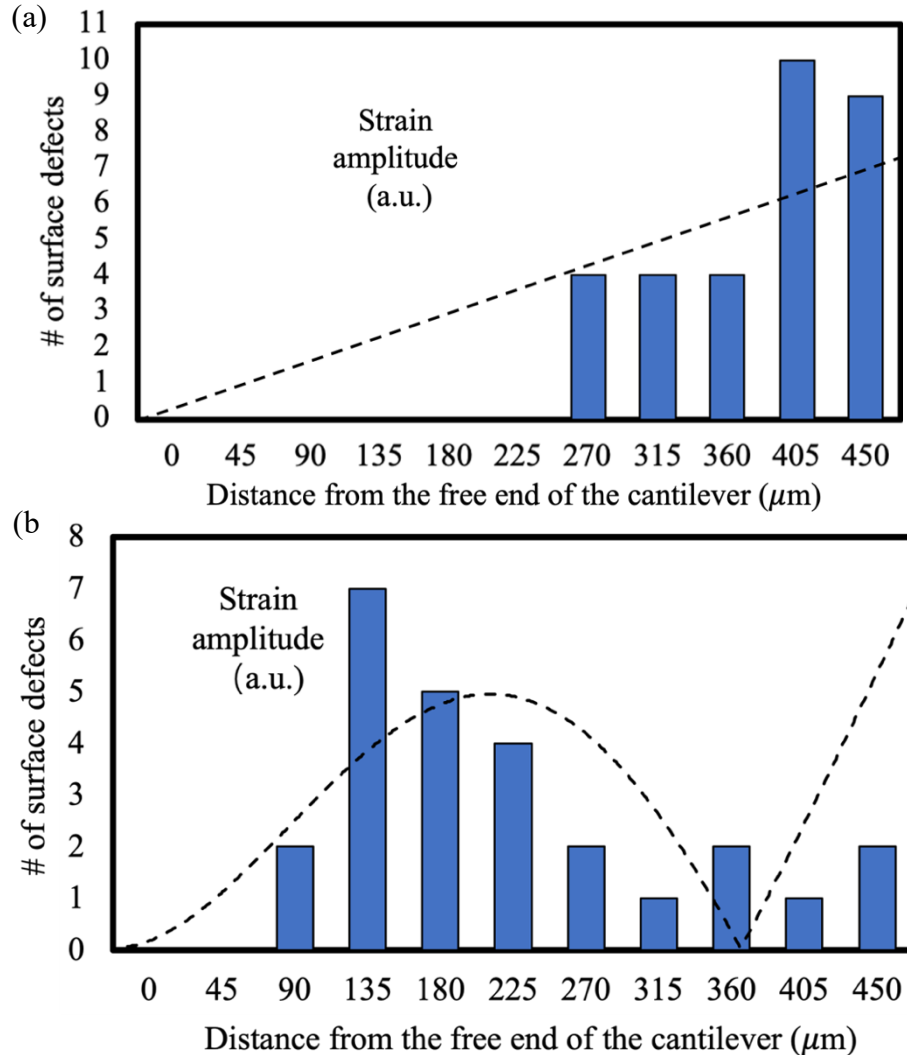 (a)
# of surface defects
11
10
9
8
7
6
5
4
3
2
1
0
Strain
amplitude
(a.u.)
0 45 90 135 180 225 270 315 360 405 450
Distance from the free end of the cantilever (μm)
(b
# of surface defects
8
7
6
5
4
3
2
1
0
Strain
amplitude
(a.u.)
0 45 90 135 180 225 270 315 360 405 450
Distance from the free end of the cantilever (μm)